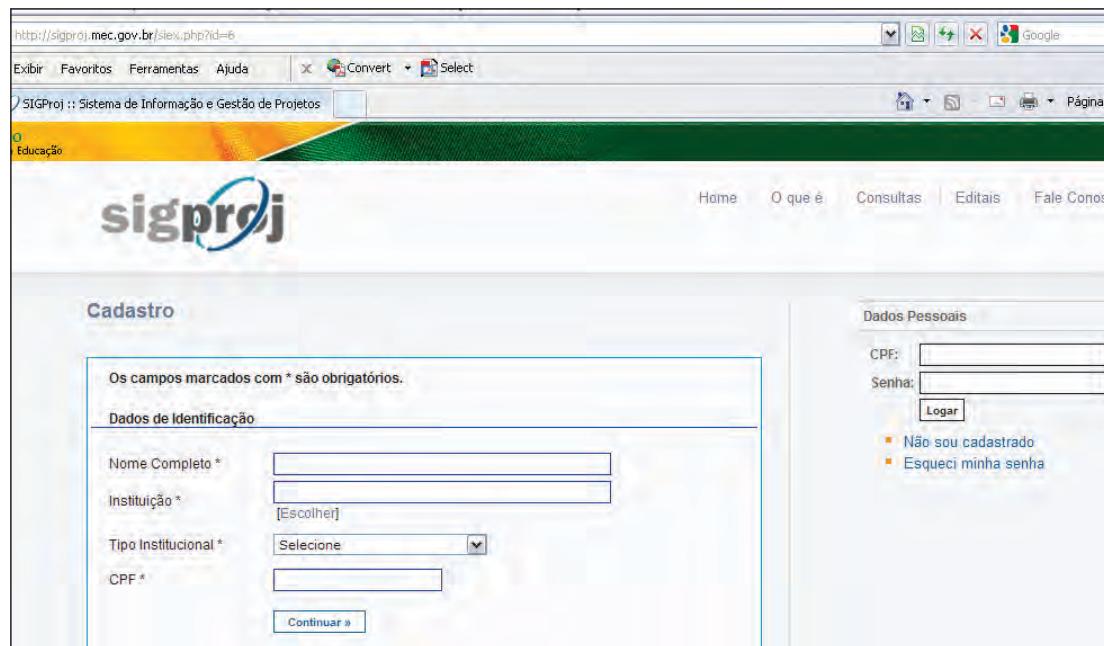 http://sigproj.mec.gov.br/siex.php?id=6
Google
Exibir Favoritos Ferramentas Ajuda
x Convert Select
SIGProj :: Sistema de Informação e Gestão de Projetos
Página
O
Educação
sigproj
Home O que é Consultas Editais Fale Conos
Cadastro
Os campos marcados com * são obrigatórios.
Dados de Identificação
Nome Completo *
Instituição *
[Escolher]
Tipo Institucional * Selecione
CPF *
Continuar »
Dados Pessoais
CPF:
Senha:
Logar
Não sou cadastrado
Esqueci minha senha